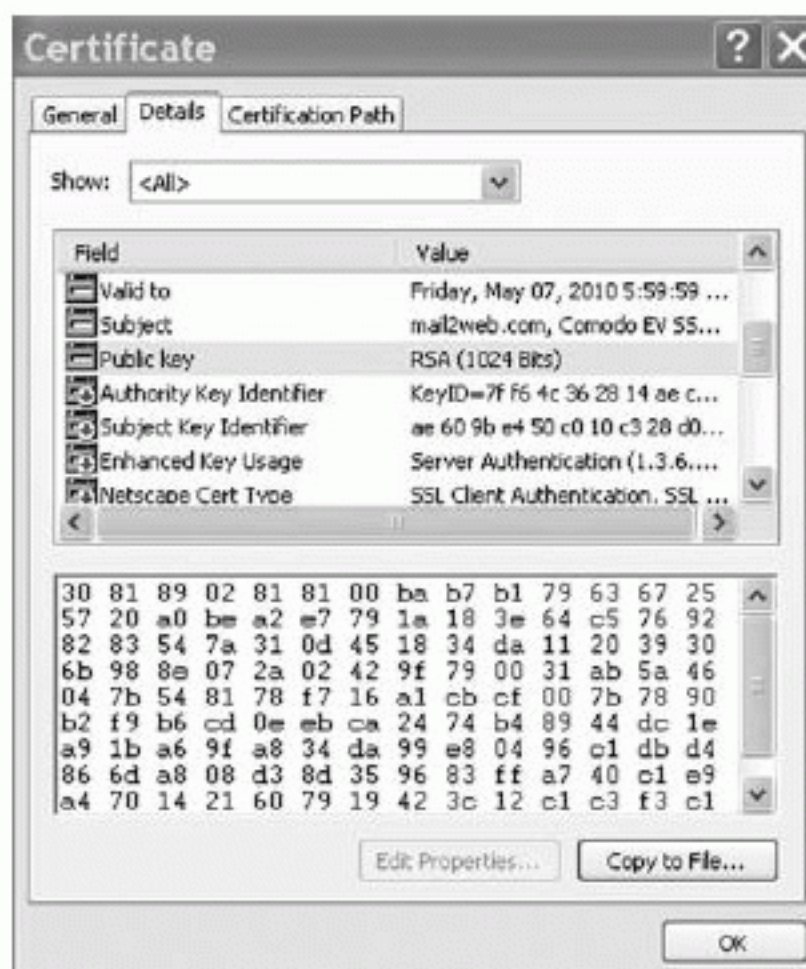 Certificate
General Details Certification Path
Show: <All>
Field Value
Valid to Friday, May 07, 2010 5:59:59 ...
Subject mail2web.com, Comodo EV SS...
Public key RSA (1024 Bits)
Authority Key Identifier KeyID=7f f6 4c 36 28 14 ae c...
Subject Key Identifier ae 60 9b e4 50 c0 10 c3 28 d0...
Enhanced Key Usage Server Authentication (1.3.6....
Netscape Cert Type SSL Client Authentication, SSL ...
30 81 89 02 81 81 00 ba b7 b1 79 63 67 25
57 20 a0 be a2 e7 79 1a 18 3e 64 c5 76 92
82 83 54 7a 31 0d 45 18 34 da 11 20 39 30
6b 98 8e 07 2a 02 42 9f 79 00 31 ab 5a 46
04 7b 54 81 78 f7 16 a1 cb cf 00 7b 78 90
b2 f9 b6 cd 0e eb ca 24 74 b4 89 44 dc 1e
a9 1b a6 9f a8 34 da 99 e8 04 96 c1 db d4
86 6d a8 08 d3 8d 35 96 83 ff a7 40 c1 e9
a4 70 14 21 60 79 19 42 3c 12 c1 c3 f3 c1
Edit Properties... Copy to File...
OK